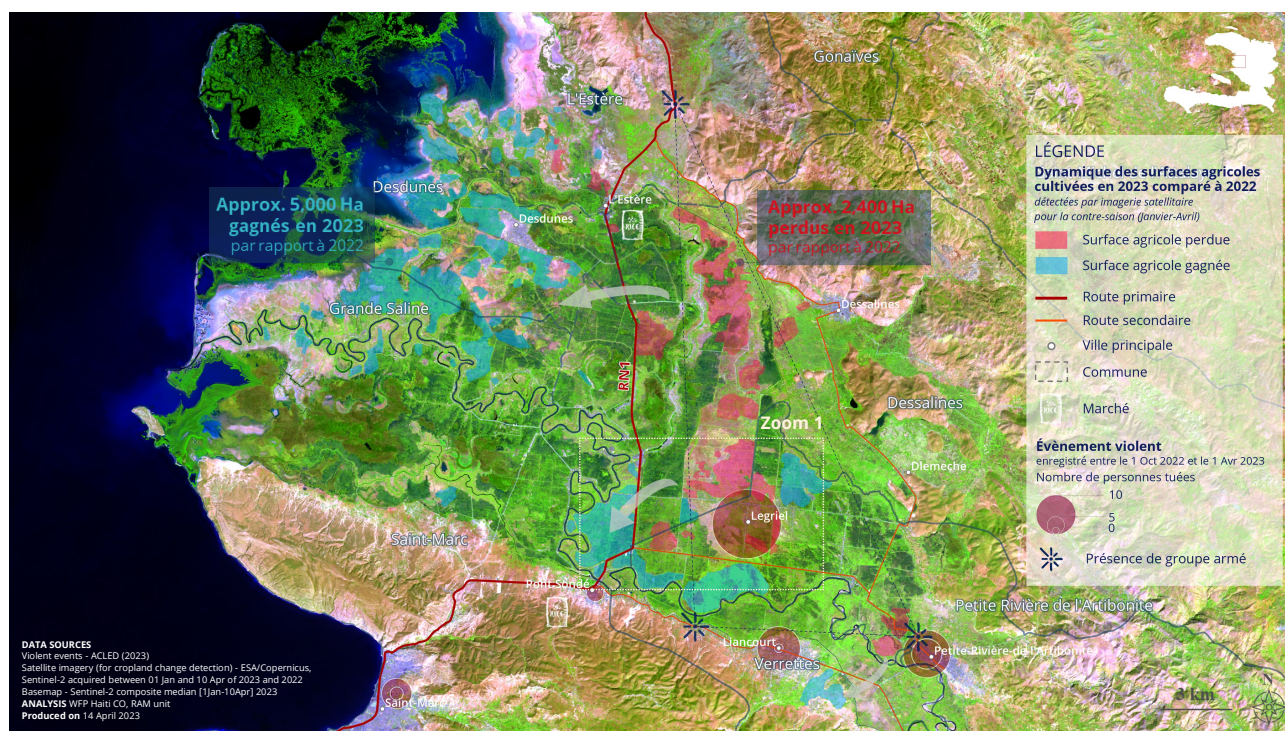 Gonaïves
L'Estère
LÉGENDE
Dynamique des surfaces agricoles
cultivées en 2023 comparé à 2022
détectées par imagerie satellitaire
pour la contre-saison (Janvier-Avril)
Surface agricole perdue
Surface agricole gagnée
Route primaire
Route secondaire
Ville principale
Commune
RICE
Marché
Évènement violent
enregistré entre le 1 Oct 2022 et le 1 Avr 2023
Nombre de personnes tuées
10
5
0
Présence de groupe armé
Desdunes
Approx. 5,000 Ha
gagnés en 2023
par rapport à 2022
L'Estère
RICE
Desdunes
Approx. 2,400 Ha
perdus en 2023
par rapport à 2022
Grande Saline
Dessalines
RN1
Dessalines
Zoom 1
Dlemeche
Legriel
Saint-Marc
Pont-Sondé
RICE
Petite Rivière de l'Artibonite
Liancourt
Verrettes
Petite-Rivière-de-l'Artibonite
Saint-Marc
3 km
N
DATA SOURCES
Violent events - ACLED (2023)
Satellite imagery (for cropland change detection) - ESA/Copernicus,
Sentinel-2 acquired between 01 Jan and 10 Apr of 2023 and 2022
Basemap - Sentinel-2 composite median [1Jan-10Apr] 2023
ANALYSIS WFP Haiti CO, RAM unit
Produced on 14 April 2023